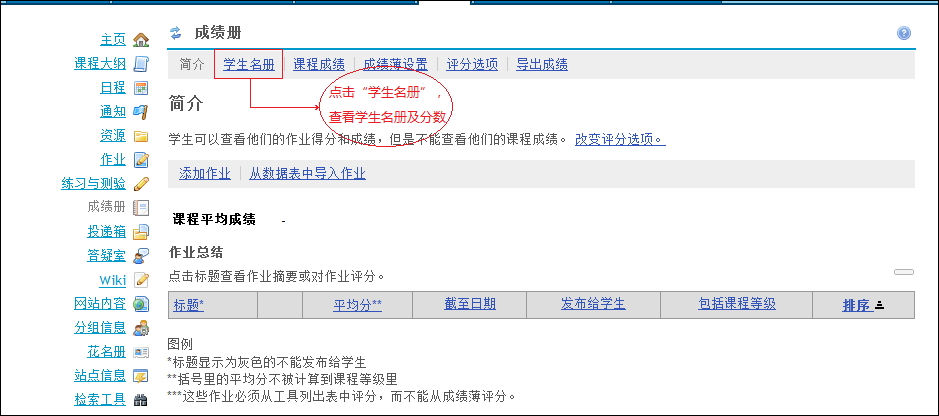 主页
课程大纲
日程
通知
资源
作业
练习与测验
成绩册
投递箱
答疑室
Wiki
网站内容
分组信息
花名册
站点信息
检索工具
成绩册
简介 学生名册 课程成绩 成绩薄设置 评分选项 导出成绩
点击“学生名册”，
查看学生名册及分数
简介
学生可以查看他们的作业得分和成绩，但是不能查看他们的课程成绩。 改变评分选项。
添加作业 从数据表中导入作业
课程平均成绩 -
作业总结
点击标题查看作业摘要或对作业评分。
标题* 平均分** 截至日期 发布给学生 包括课程等级 排序
图例
*标题显示为灰色的不能发布给学生
**括号里的平均分不被计算到课程等级里
***这些作业必须从工具列出表中评分，而不能从成绩薄评分。